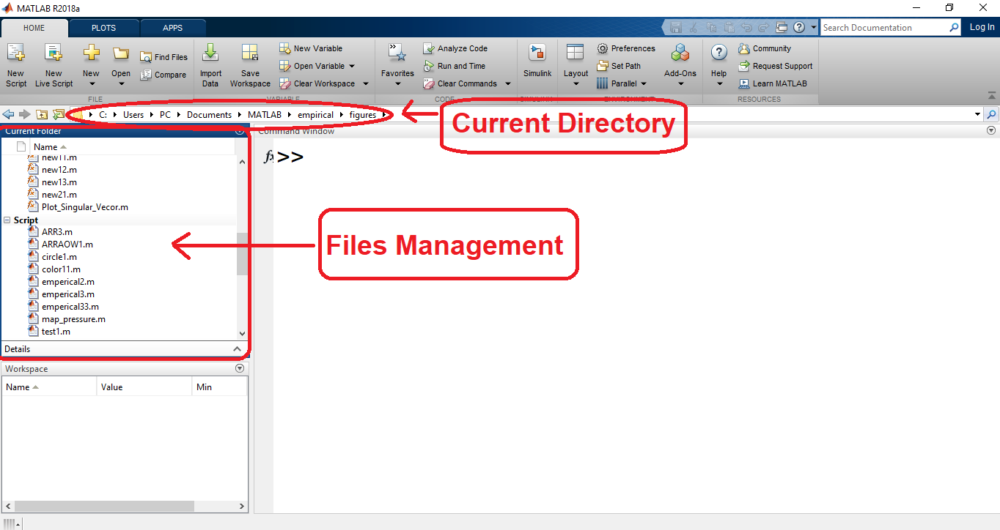 MATLAB R2018a
HOME PLOTS APPS
Search Documentation
Log In
New Script
New Live Script
New
Open
Find Files
Compare
Import Data
Save Workspace
New Variable
Open Variable
Clear Workspace
Favorites
Analyze Code
Run and Time
Clear Commands
Simulink
Layout
Preferences
Set Path
Parallel
Add-Ons
Help
Community
Request Support
Learn MATLAB
FILE VARIABLE CODE SIMULINK ENVIRONMENT RESOURCES
C: Users PC Documents MATLAB empirical figures
Current Directory
Current Folder
Command Window
Name
new11.m
new12.m
new13.m
new21.m
Plot_Singular_Vecor.m
Script
ARR3.m
ARRAOW1.m
circle1.m
color11.m
emperical2.m
emperical3.m
emperical33.m
map_pressure.m
test1.m
Details
fx >>
Files Management
Workspace
Name Value Min